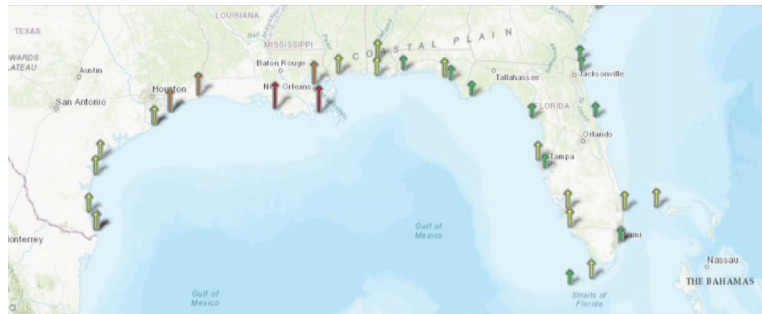 LOUISIANA
TEXAS
MISSISSIPPI
COASTAL PLAIN
Austin
Baton Rouge
Tallahassee
Jacksonville
Houston
San Antonio
New Orleans
FLORIDA
Orlando
Tampa
Gulf of
Mexico
Miami
Nassau
THE BAHAMAS
Gulf of
Mexico
Straits of
Florida